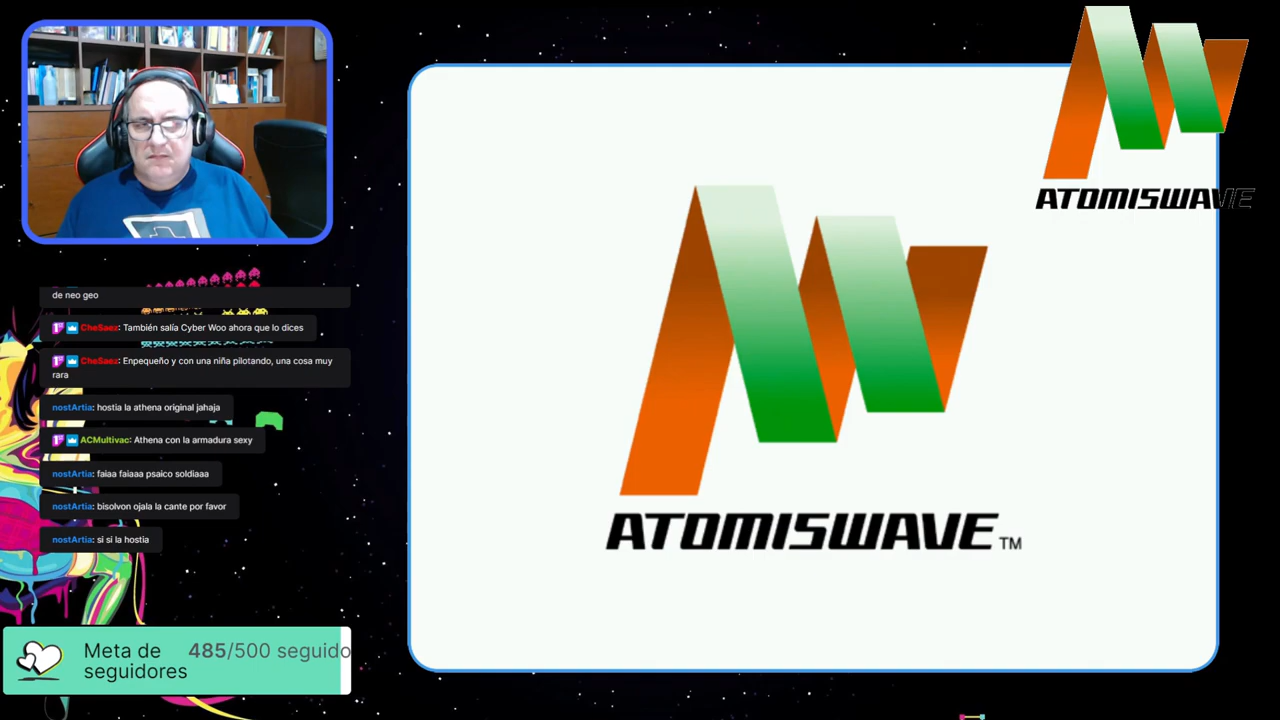 ATOMISWAVE
ATOMISWAVE TM
de neo geo
CheSaez: También salía Cyber Woo ahora que lo dices
CheSaez: Enpequeño y con una niña pilotando, una cosa muy
rara
nostArtia: hostia la athena original jahaja
ACMultivac: Athena con la armadura sexy
nostArtia: faiaa faiaaa psaico soldiaaa
nostArtia: bisolvon ojala la cante por favor
nostArtia: si si la hostia
Meta de
seguidores
485/500 seguido